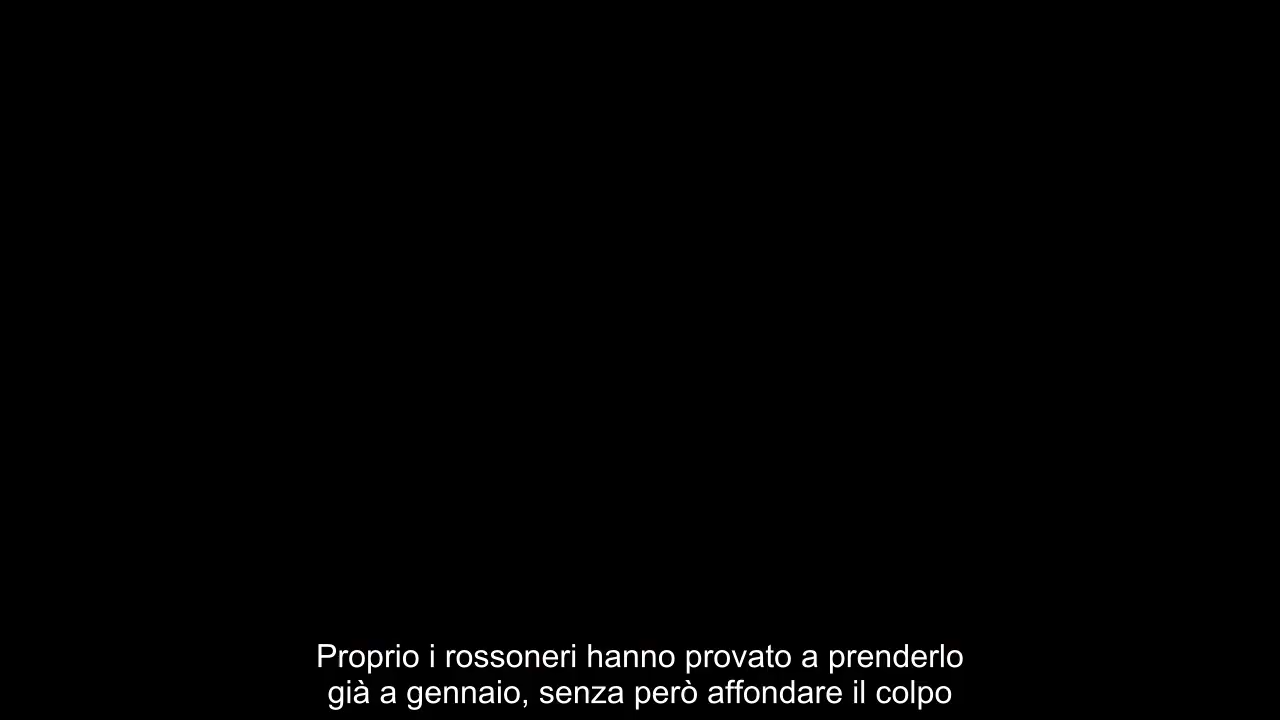 Proprio i rossoneri hanno provato a prenderlo
già a gennaio, senza però affondare il colpo